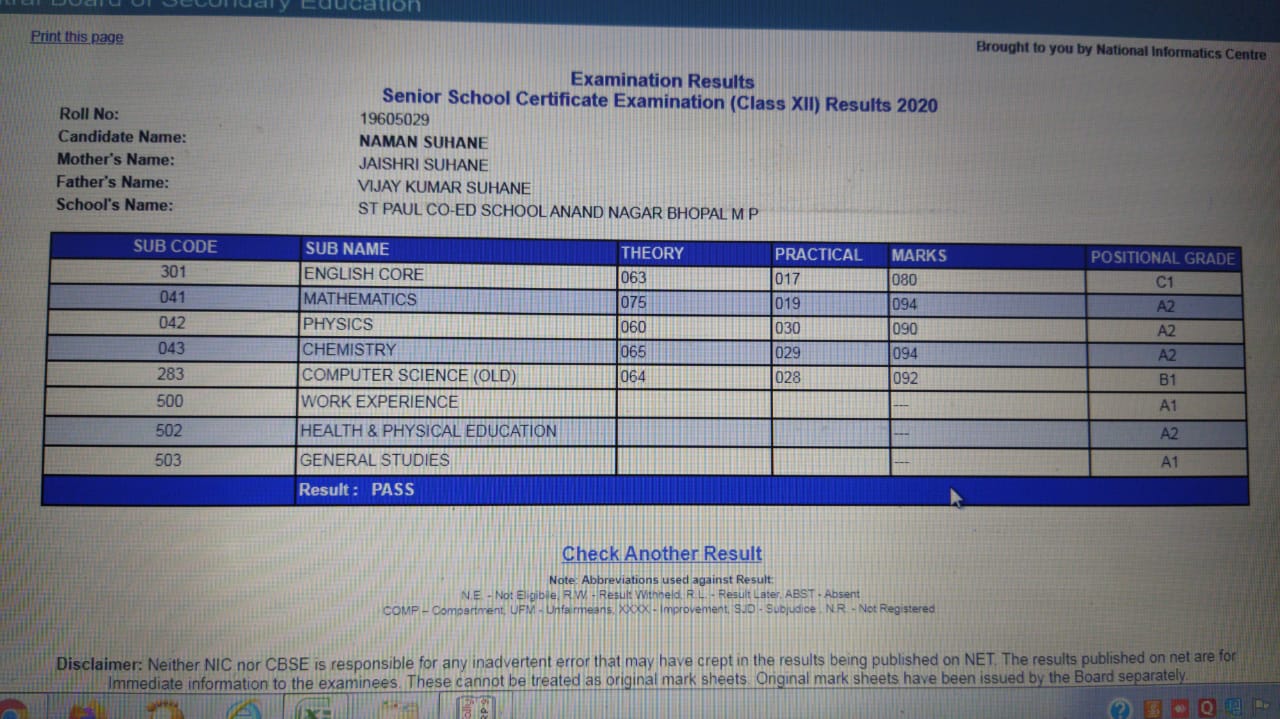 tral Board of Secondary Education
Print this page
Brought to you by National Informatics Centre
Examination Results
Senior School Certificate Examination (Class XII) Results 2020
Roll No: 19605029
Candidate Name: NAMAN SUHANE
Mother's Name: JAISHRI SUHANE
Father's Name: VIJAY KUMAR SUHANE
School's Name: ST PAUL CO-ED SCHOOL ANAND NAGAR BHOPAL M P
SUB CODE SUB NAME THEORY PRACTICAL MARKS POSITIONAL GRADE
301 ENGLISH CORE 063 017 080 C1
041 MATHEMATICS 075 019 094 A2
042 PHYSICS 060 030 090 A2
043 CHEMISTRY 065 029 094 A2
283 COMPUTER SCIENCE (OLD) 064 028 092 B1
500 WORK EXPERIENCE --- A1
502 HEALTH & PHYSICAL EDUCATION --- A2
503 GENERAL STUDIES --- A1
Result : PASS
Check Another Result
Note: Abbreviations used against Result:
N.E. - Not Eligible, R.W. - Result Withheld, R.L. - Result Later, ABST - Absent
COMP – Compartment, UFM - Unfairmeans, XXXX - Improvement, SJD - Subjudice , N.R. - Not Registered
Disclaimer: Neither NIC nor CBSE is responsible for any inadvertent error that may have crept in the results being published on NET. The results published on net are for
Immediate information to the examinees. These cannot be treated as original mark sheets. Original mark sheets have been issued by the Board separately.